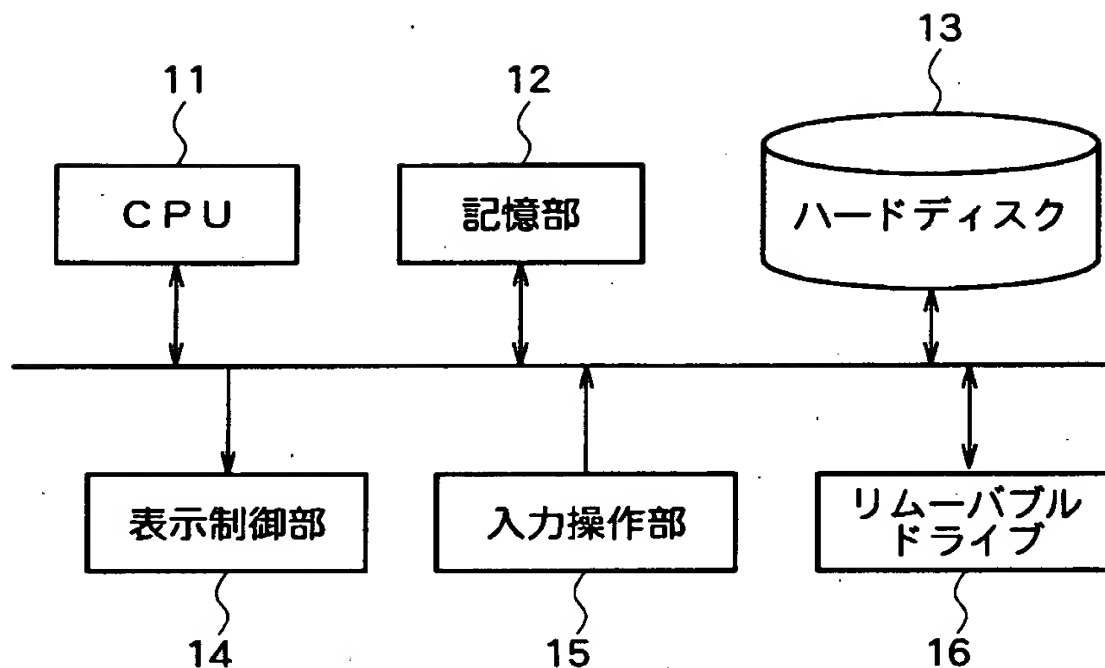 11
12
13
CPU
記憶部
ハードディスク
表示制御部
入力操作部
リムーバブル
ドライブ
14
15
16